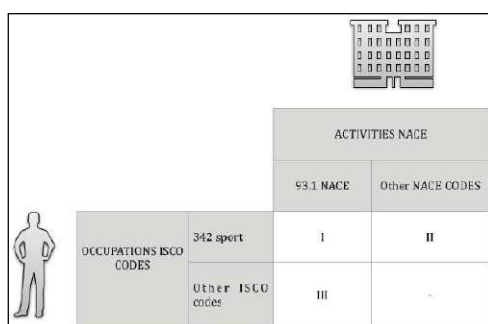 ACTIVITIES NACE
93.1 NACE
Other NACE CODES
OCCUPATIONS ISCO
CODES
342 sport
I
II
Other ISCO
codes
III
-